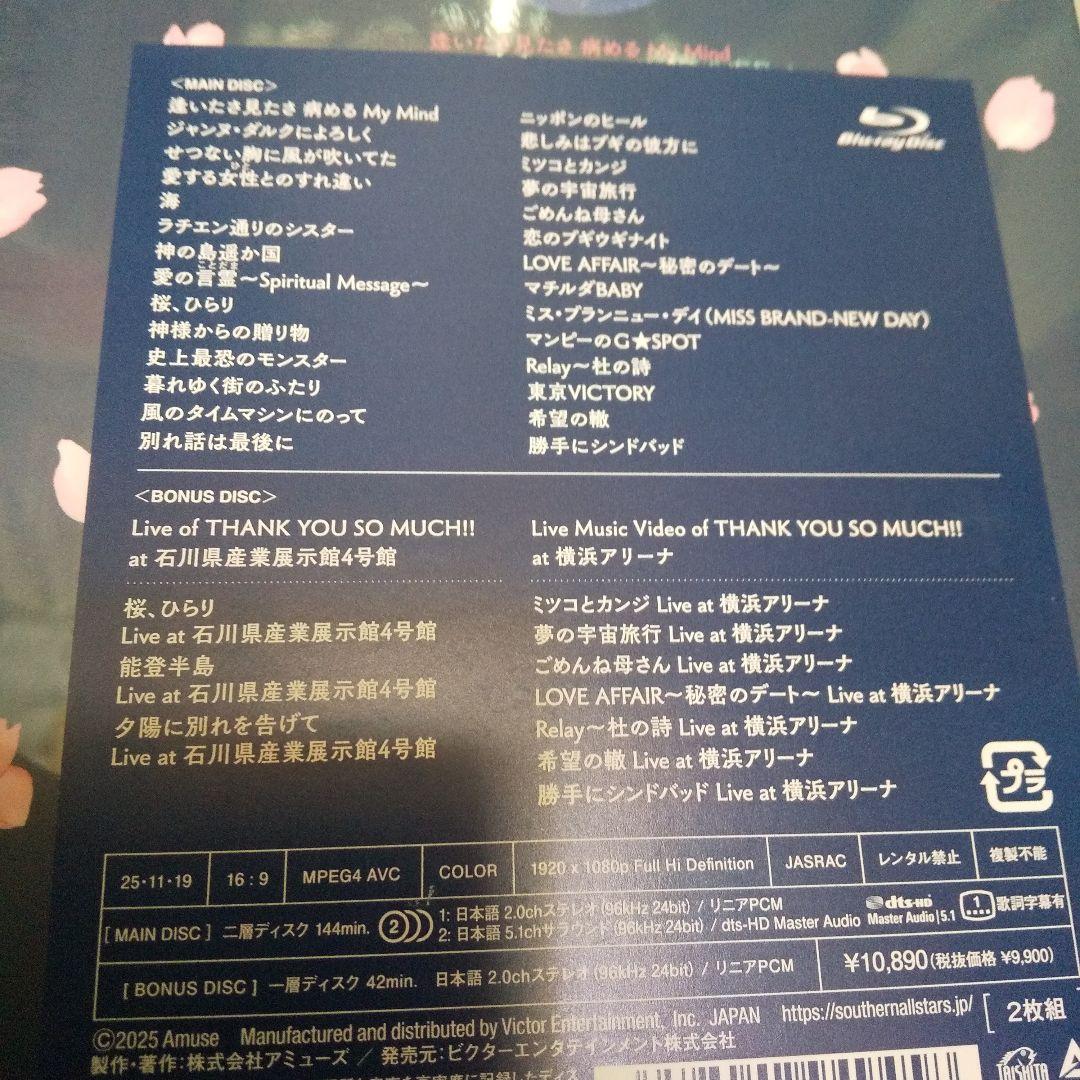 逢いたさ見たさ 病める My Mind
<MAIN DISC>
逢いたさ見たさ 病める My Mind
ジャンヌ・ダルクによろしく
せつない胸に風が吹いてた
ひと
愛する女性とのすれ違い
海
ラチエン通りのシスター
神の島遥か国
ことだま
愛の言霊〜Spiritual Message〜
桜、ひらり
神様からの贈り物
史上最恐のモンスター
暮れゆく街のふたり
風のタイムマシンにのって
別れ話は最後に
ニッポンのヒール
悲しみはブギの彼方に
ミツコとカンジ
夢の宇宙旅行
ごめんね母さん
恋のブギウギナイト
LOVE AFFAIR〜秘密のデート〜
マチルダBABY
ミス・ブランニュー・デイ(MISS BRAND-NEW DAY)
マンピーのG★SPOT
Relay〜杜の詩
東京VICTORY
希望の轍
勝手にシンドバッド
Blu-ray Disc
<BONUS DISC>
Live of THANK YOU SO MUCH!!
at 石川県産業展示館4号館
桜、ひらり
Live at 石川県産業展示館4号館
能登半島
Live at 石川県産業展示館4号館
夕陽に別れを告げて
Live at 石川県産業展示館4号館
Live Music Video of THANK YOU SO MUCH!!
at 横浜アリーナ
ミツコとカンジ Live at 横浜アリーナ
夢の宇宙旅行 Live at 横浜アリーナ
ごめんね母さん Live at 横浜アリーナ
LOVE AFFAIR〜秘密のデート〜 Live at 横浜アリーナ
Relay〜杜の詩 Live at 横浜アリーナ
希望の轍 Live at 横浜アリーナ
勝手にシンドバッド Live at 横浜アリーナ
プラ
25・11・19 16：9 MPEG4 AVC COLOR 1920 x 1080p Full Hi Definition JASRAC レンタル禁止 複製不能
[ MAIN DISC ] 二層ディスク 144min. 2 1: 日本語 2.0chステレオ (96kHz 24bit) / リニアPCM
2: 日本語 5.1chサラウンド (96kHz 24bit) / dts-HD Master Audio
dts-HD Master Audio | 5.1
1 歌詞字幕有
[ BONUS DISC ] 一層ディスク 42min. 日本語 2.0chステレオ (96kHz 24bit) / リニアPCM
¥10,890(税抜価格 ¥9,900)
©2025 Amuse Manufactured and distributed by Victor Entertainment, Inc. JAPAN https://southernallstars.jp/ [ 2枚組
製作・著作：株式会社アミューズ / 発売元：ビクターエンタテインメント株式会社
TAISHITA